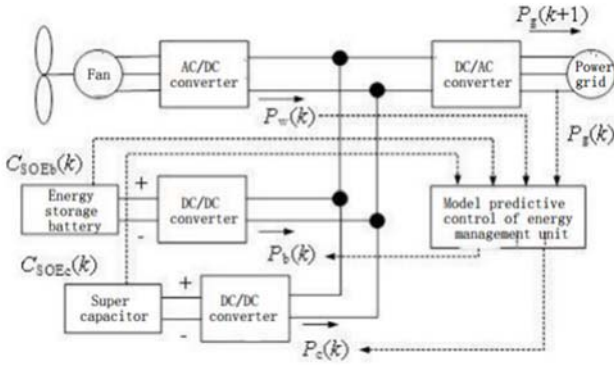 P_g(k+1)
Fan
AC/DC
converter
DC/AC
converter
Power
grid
P_w(k)
P_g(k)
C_SOEb(k)
+
-
Energy
storage
battery
DC/DC
converter
Model predictive
control of energy
management unit
P_b(k)
C_SOEc(k)
+
-
Super
capacitor
DC/DC
converter
P_c(k)